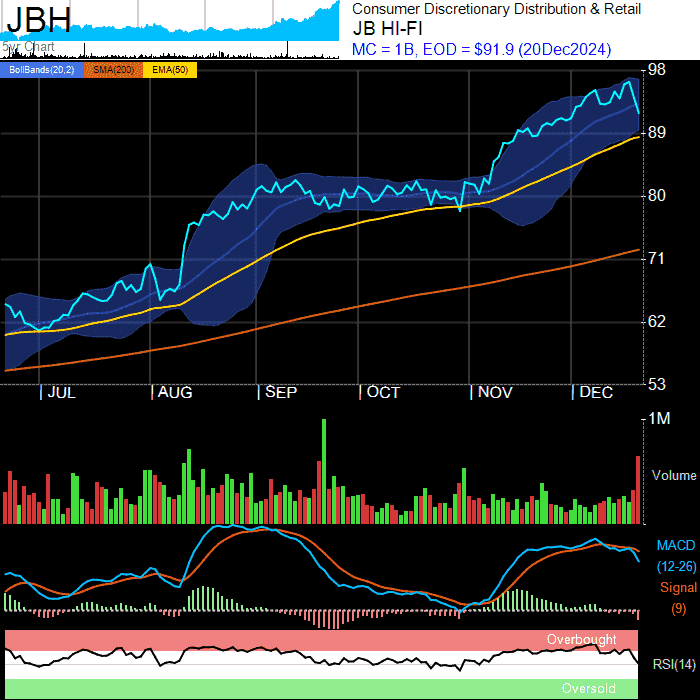 JBH
5yr Chart
Consumer Discretionary Distribution & Retail
JB HI-FI
MC = 1B, EOD = $91.9 (20Dec2024)
BollBands(20,2) SMA(200) EMA(50)
98
89
80
71
62
53
JUL AUG SEP OCT NOV DEC
1M
Volume
MACD
(12-26)
Signal
(9)
Overbought
RSI(14)
Oversold